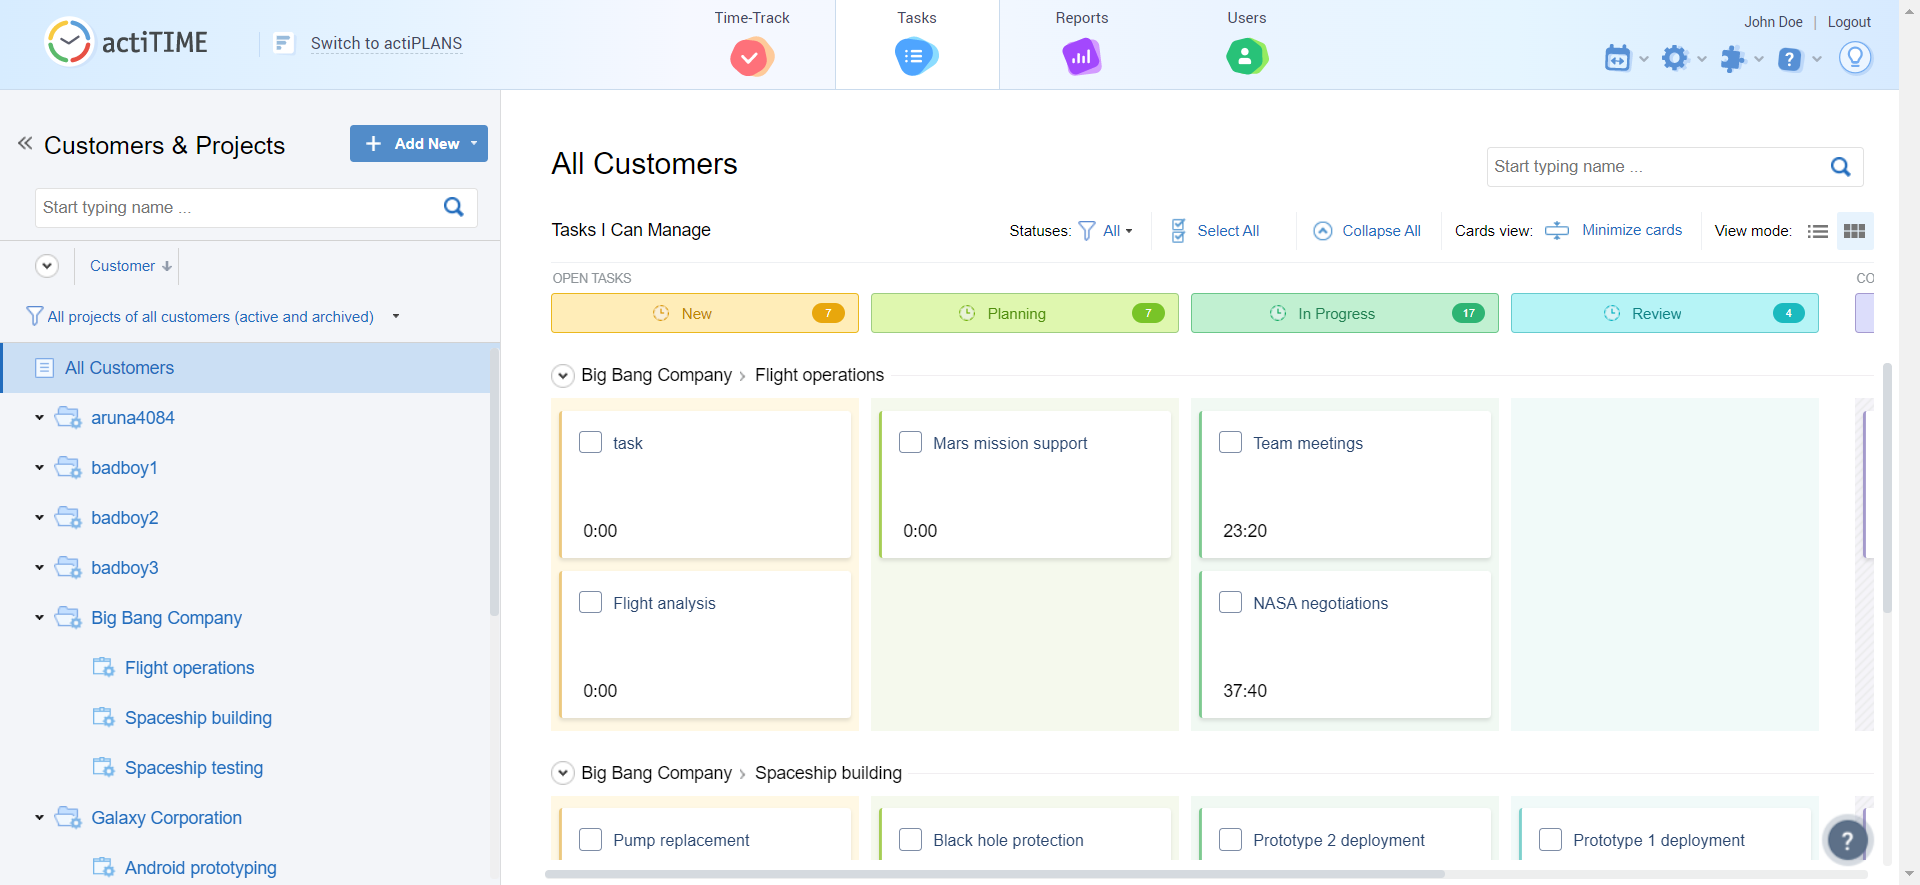 actiTIME
Switch to actiPLANS
Time-Track
Tasks
Reports
Users
John Doe | Logout
Customers & Projects
Add New
Start typing name ...
Customer
All projects of all customers (active and archived)
All Customers
aruna4084
badboy1
badboy2
badboy3
Big Bang Company
Flight operations
Spaceship building
Spaceship testing
Galaxy Corporation
Android prototyping
All Customers
Start typing name ...
Tasks I Can Manage
Statuses: All
Select All
Collapse All
Cards view: Minimize cards
View mode:
OPEN TASKS
CO
New 7
Planning 7
In Progress 17
Review 4
Big Bang Company › Flight operations
task
0:00
Mars mission support
0:00
Team meetings
23:20
Flight analysis
0:00
NASA negotiations
37:40
Big Bang Company › Spaceship building
Pump replacement
Black hole protection
Prototype 2 deployment
Prototype 1 deployment
?